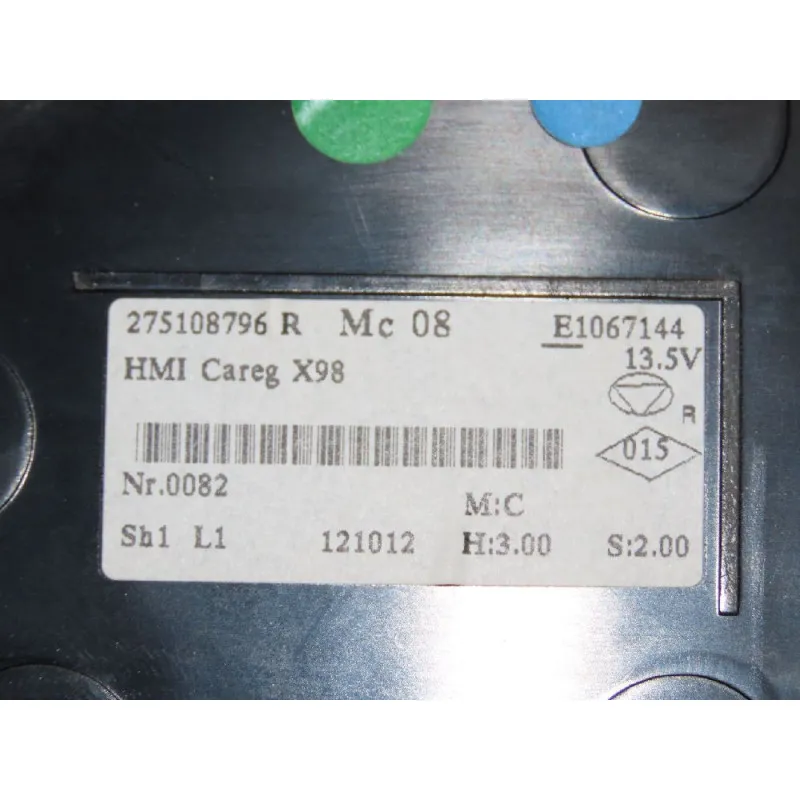 275108796 R Mc 08 E1067144
HMI Careg X98 13.5V
R
015
Nr.0082
M:C
Sh1 L1 121012 H:3.00 S:2.00